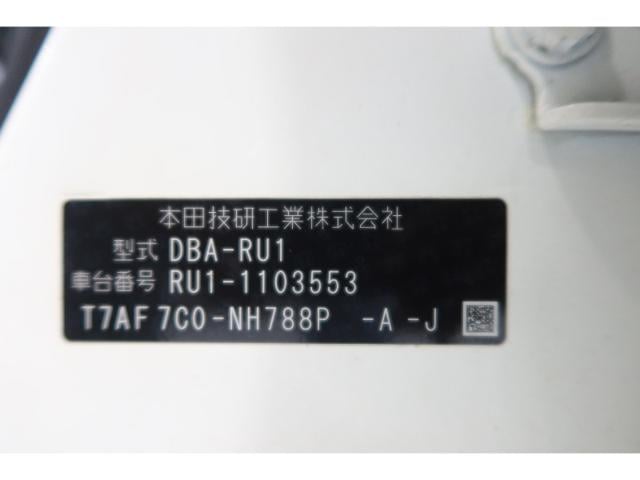 本田技研工業株式会社
型式 DBA-RU1
車台番号 RU1-1103553
T7AF 7C0-NH788P -A -J